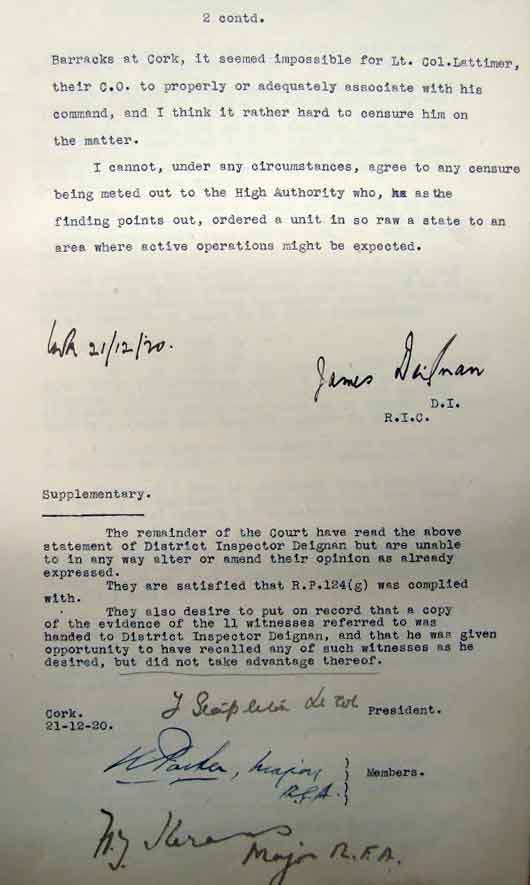 2 contd.
Barracks at Cork, it seemed impossible for Lt. Col.Lattimer,
their C.O. to properly or adequately associate with his
command, and I think it rather hard to censure him on
the matter.
I cannot, under any circumstances, agree to any censure
being meted out to the High Authority who, as the
finding points out, ordered a unit in so raw a state to an
area where active operations might be expected.
Cork 21/12/20.
James Deignan
D.I.
R.I.C.
Supplementary.
The remainder of the Court have read the above
statement of District Inspector Deignan but are unable
to in any way alter or amend their opinion as already
expressed.
They are satisfied that R.P.124(g) was complied
with.
They also desire to put on record that a copy
of the evidence of the 11 witnesses referred to was
handed to District Inspector Deignan, and that he was given
opportunity to have recalled any of such witnesses as he
desired, but did not take advantage thereof.
Cork.
21-12-20.
President.
Parker, Major,
R.F.A.
Members.
Major R.F.A.